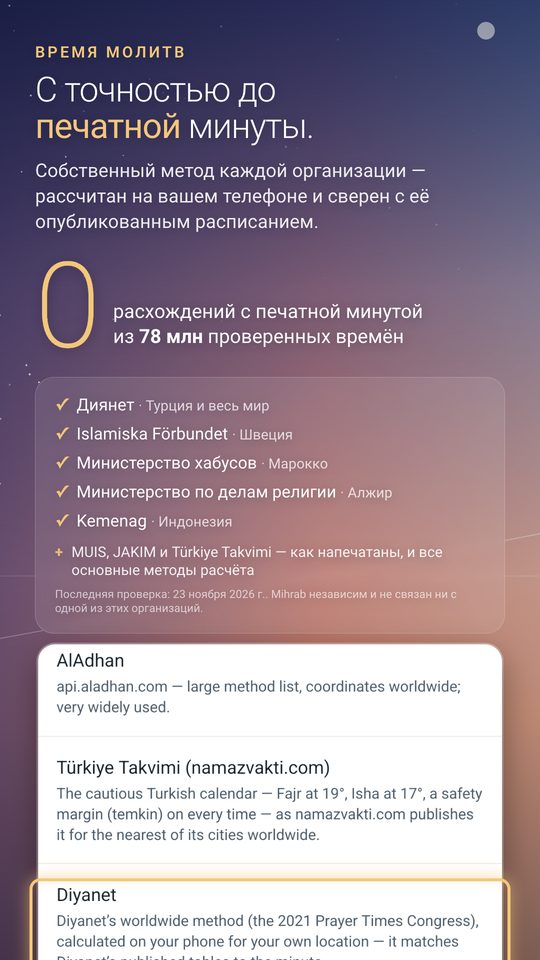 ВРЕМЯ МОЛИТВ
С точностью до
печатной минуты.
Собственный метод каждой организации —
рассчитан на вашем телефоне и сверен с её
опубликованным расписанием.
0
расхождений с печатной минутой
из 78 млн проверенных времён
✓ Диянет · Турция и весь мир
✓ Islamiska Förbundet · Швеция
✓ Министерство хабусов · Марокко
✓ Министерство по делам религии · Алжир
✓ Kemenag · Индонезия
+ MUIS, JAKIM и Türkiye Takvimi — как напечатаны, и все
основные методы расчёта
Последняя проверка: 23 ноября 2026 г.. Mihrab независим и не связан ни с
одной из этих организаций.
AlAdhan
api.aladhan.com — large method list, coordinates worldwide;
very widely used.
Türkiye Takvimi (namazvakti.com)
The cautious Turkish calendar — Fajr at 19°, Isha at 17°, a safety
margin (temkin) on every time — as namazvakti.com publishes
it for the nearest of its cities worldwide.
Diyanet
Diyanet’s worldwide method (the 2021 Prayer Times Congress),
calculated on your phone for your own location — it matches
Diyanet’s published tables to the minute